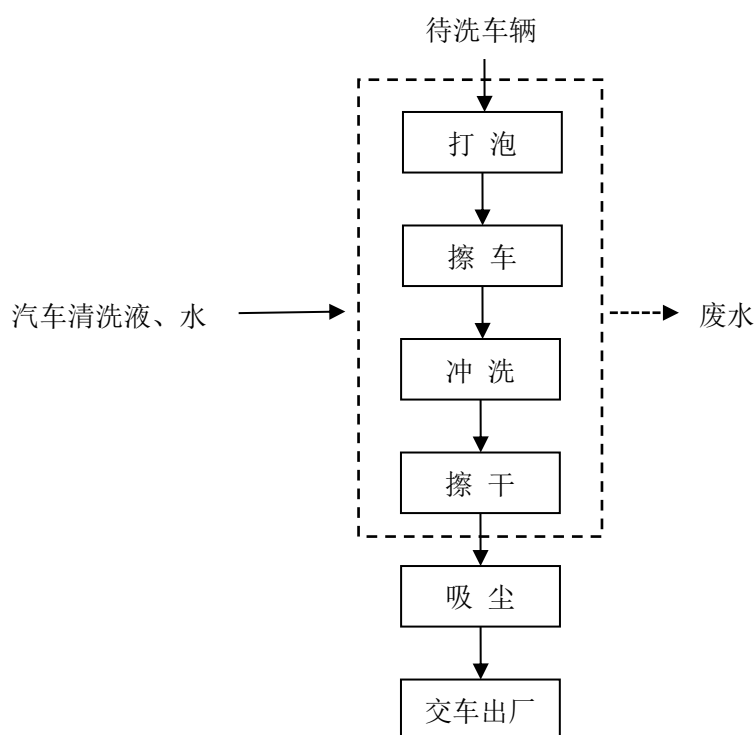 待洗车辆
打 泡
擦 车
汽车清洗液、水
废水
冲 洗
擦 干
吸 尘
交车出厂